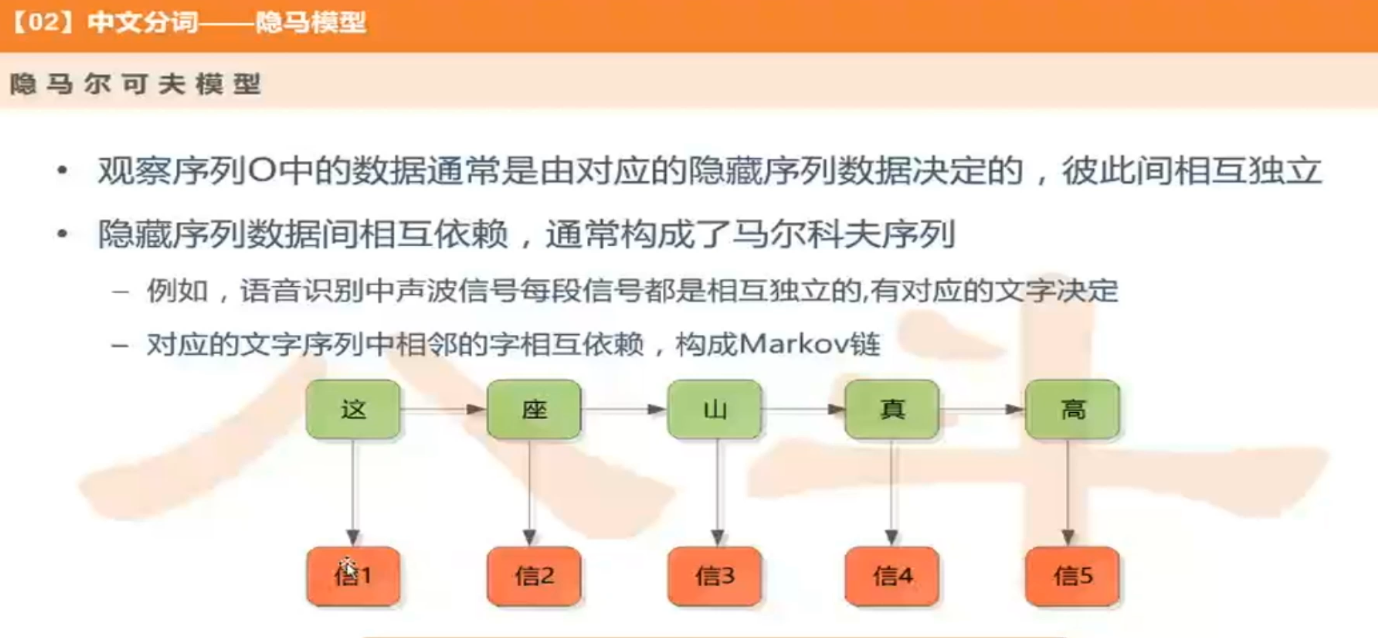 【02】中文分词——隐马模型
隐马尔可夫模型
• 观察序列O中的数据通常是由对应的隐藏序列数据决定的，彼此间相互独立
• 隐藏序列数据间相互依赖，通常构成了马尔科夫序列
– 例如，语音识别中声波信号每段信号都是相互独立的,有对应的文字决定
– 对应的文字序列中相邻的字相互依赖，构成Markov链
这 座 山 真 高
信1 信2 信3 信4 信5
八斗